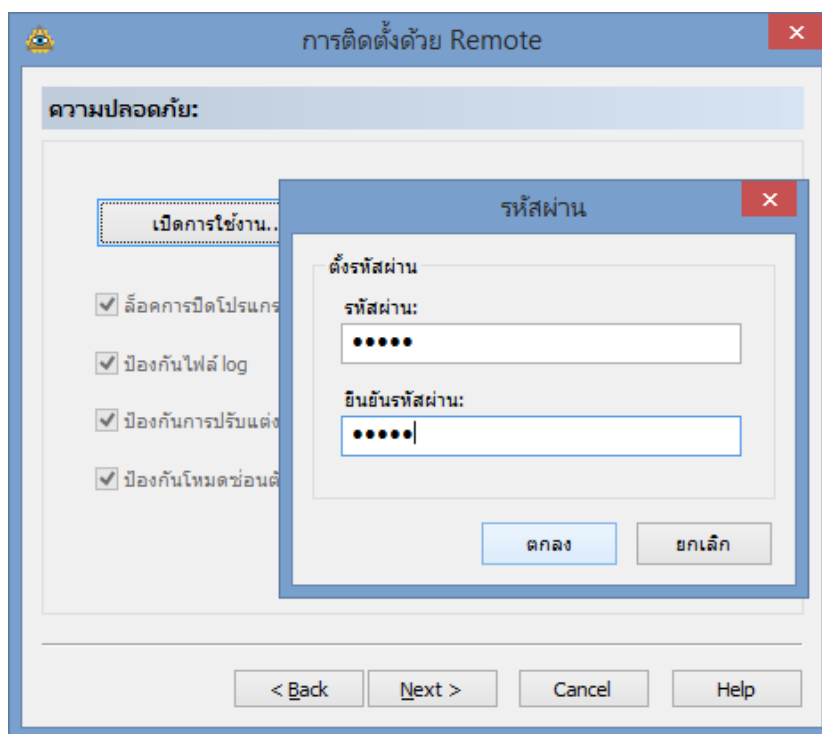 การติดตั้งด้วย Remote
ความปลอดภัย:
เปิดการใช้งาน..
ล็อคการปิดโปรแกร
ป้องกันไฟล์ log
ป้องกันการปรับแต่ง
ป้องกันโหมดซ่อนตั
รหัสผ่าน
ตั้งรหัสผ่าน
รหัสผ่าน:
•••••
ยืนยันรหัสผ่าน:
•••••
ตกลง ยกเลิก
< Back Next > Cancel Help